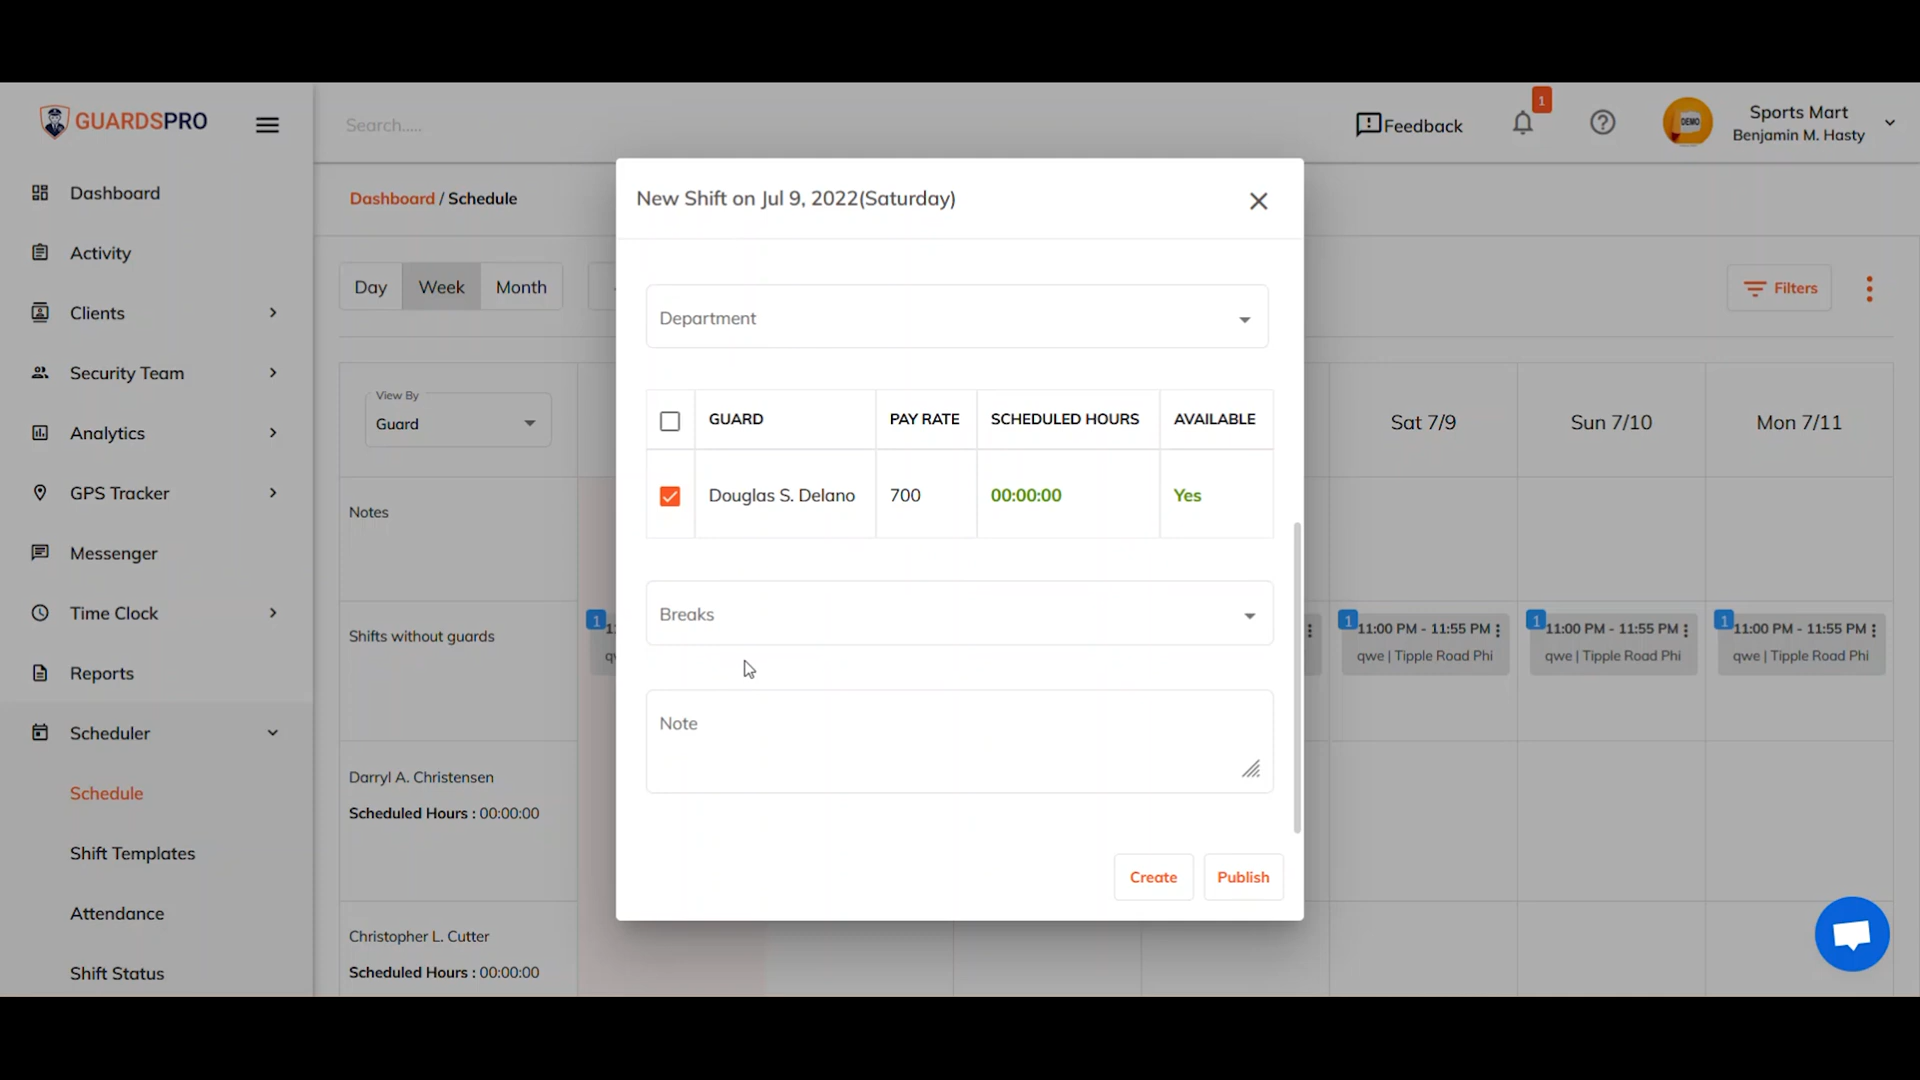 GUARDSPRO
Search.....
Feedback
1
Sports Mart
Benjamin M. Hasty
DEMO
Dashboard
Activity
Clients
Security Team
Analytics
GPS Tracker
Messenger
Time Clock
Reports
Scheduler
Schedule
Shift Templates
Attendance
Shift Status
Dashboard / Schedule
Day
Week
Month
Filters
View By
Guard
Sat 7/9
Sun 7/10
Mon 7/11
Notes
Shifts without guards
1
1
11:00 PM - 11:55 PM
qwe | Tipple Road Phi
1
11:00 PM - 11:55 PM
qwe | Tipple Road Phi
1
11:00 PM - 11:55 PM
qwe | Tipple Road Phi
Darryl A. Christensen
Scheduled Hours : 00:00:00
Christopher L. Cutter
Scheduled Hours : 00:00:00
New Shift on Jul 9, 2022(Saturday)
Department
GUARD PAY RATE SCHEDULED HOURS AVAILABLE
Douglas S. Delano 700 00:00:00 Yes
Breaks
Note
Create
Publish